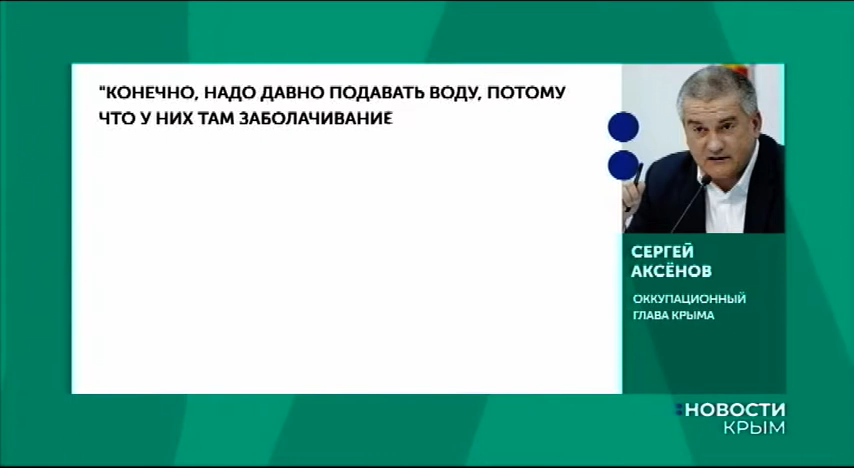 "КОНЕЧНО, НАДО ДАВНО ПОДАВАТЬ ВОДУ, ПОТОМУ
ЧТО У НИХ ТАМ ЗАБОЛАЧИВАНИЕ
СЕРГЕЙ
АКСЁНОВ
ОККУПАЦИОННЫЙ
ГЛАВА КРЫМА
:НОВОСТИ
КРЫМ